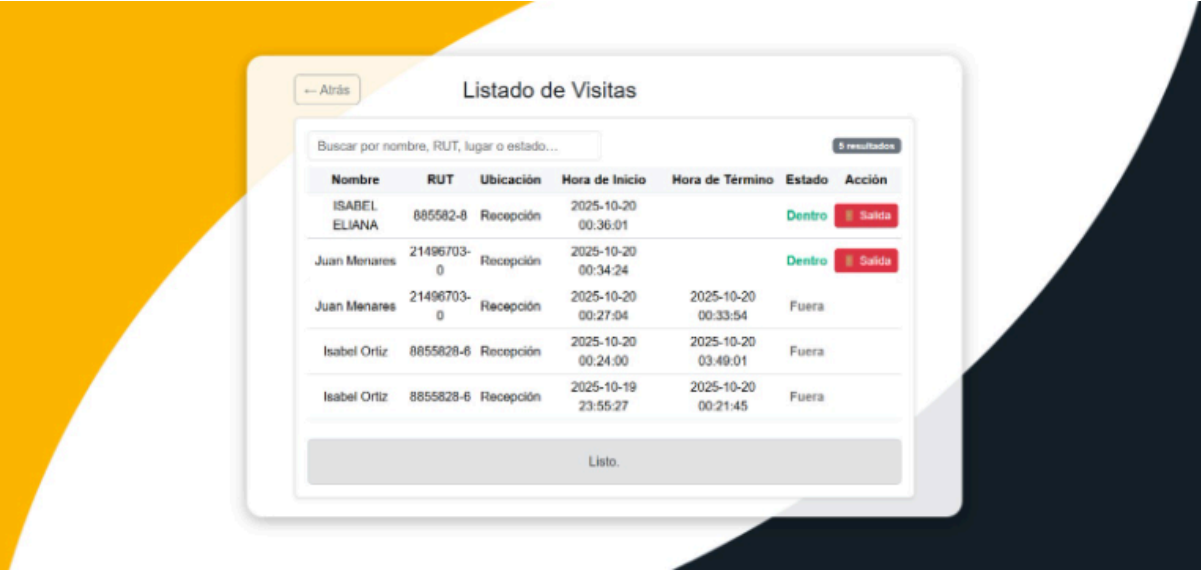 ← Atrás
Listado de Visitas
Buscar por nombre, RUT, lugar o estado...
5 resultados
Nombre RUT Ubicación Hora de Inicio Hora de Término Estado Acción
ISABEL ELIANA 885582-8 Recepción 2025-10-20 00:36:01 Dentro Salida
Juan Menares 21496703-0 Recepción 2025-10-20 00:34:24 Dentro Salida
Juan Menares 21496703-0 Recepción 2025-10-20 00:27:04 2025-10-20 00:33:54 Fuera
Isabel Ortiz 8855828-6 Recepción 2025-10-20 00:24:00 2025-10-20 03:49:01 Fuera
Isabel Ortiz 8855828-6 Recepción 2025-10-19 23:55:27 2025-10-20 00:21:45 Fuera
Listo.